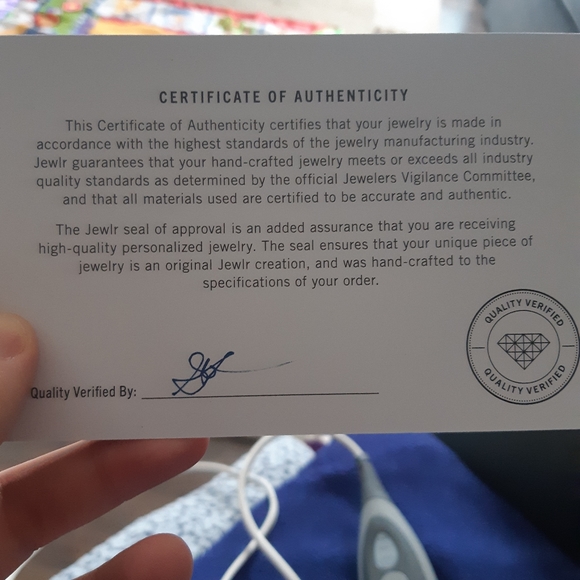 CERTIFICATE OF AUTHENTICITY
This Certificate of Authenticity certifies that your jewelry is made in
accordance with the highest standards of the jewelry manufacturing industry.
Jewlr guarantees that your hand-crafted jewelry meets or exceeds all industry
quality standards as determined by the official Jewelers Vigilance Committee,
and that all materials used are certified to be accurate and authentic.
The Jewlr seal of approval is an added assurance that you are receiving
high-quality personalized jewelry. The seal ensures that your unique piece of
jewelry is an original Jewlr creation, and was hand-crafted to the
specifications of your order.
QUALITY VERIFIED
QUALITY VERIFIED
Quality Verified By: